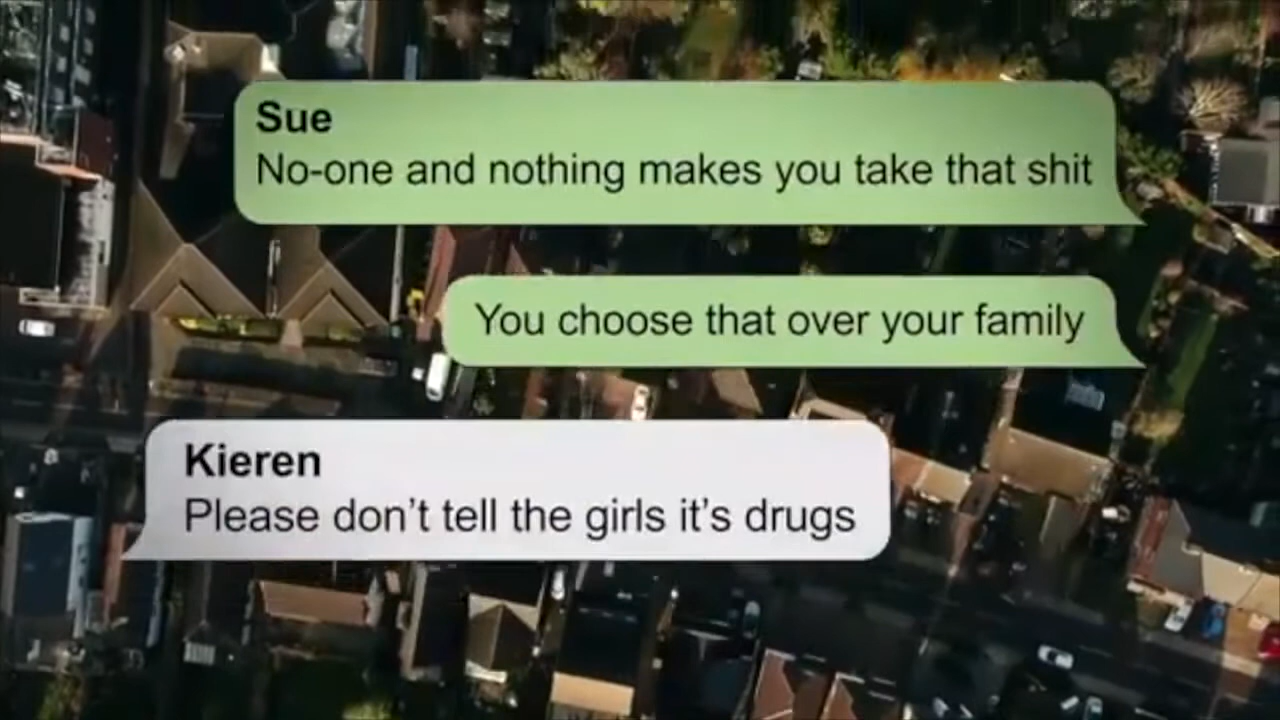 Sue
No-one and nothing makes you take that shit
You choose that over your family
Kieren
Please don’t tell the girls it’s drugs